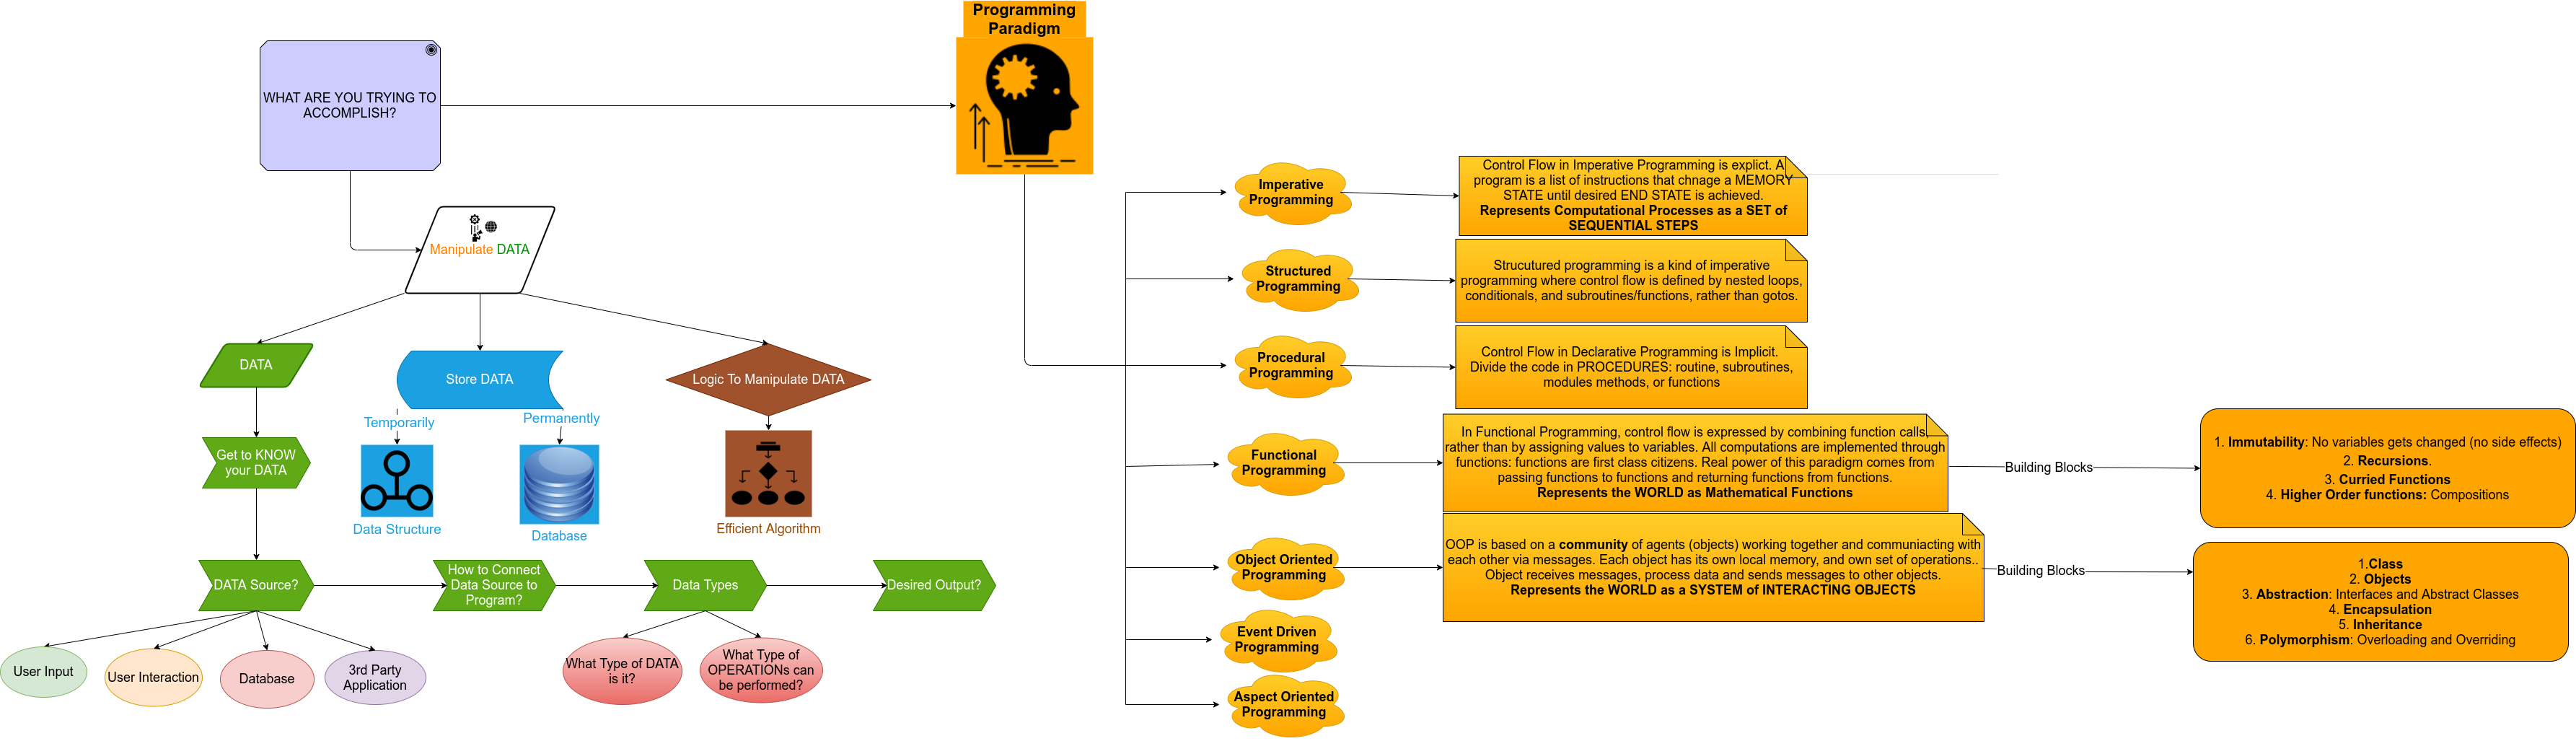 Programming
Paradigm
WHAT ARE YOU TRYING TO
ACCOMPLISH?
Manipulate DATA
DATA
Store DATA
Logic To Manipulate DATA
Temporarily
Permanently
Get to KNOW
your DATA
Data Structure
Database
Efficient Algorithm
DATA Source?
How to Connect
Data Source to
Program?
Data Types
Desired Output?
User Input
User Interaction
Database
3rd Party
Application
What Type of DATA
is it?
What Type of
OPERATIONs can
be performed?
Imperative
Programming
Control Flow in Imperative Programming is explict. A
program is a list of instructions that chnage a MEMORY
STATE until desired END STATE is achieved.
Represents Computational Processes as a SET of
SEQUENTIAL STEPS
Structured
Programming
Strucutured programming is a kind of imperative
programming where control flow is defined by nested loops,
conditionals, and subroutines/functions, rather than gotos.
Procedural
Programming
Control Flow in Declarative Programming is Implicit.
Divide the code in PROCEDURES: routine, subroutines,
modules methods, or functions
Functional
Programming
In Functional Programming, control flow is expressed by combining function calls,
rather than by assigning values to variables. All computations are implemented through
functions: functions are first class citizens. Real power of this paradigm comes from
passing functions to functions and returning functions from functions.
Represents the WORLD as Mathematical Functions
Building Blocks
1. Immutability: No variables gets changed (no side effects)
2. Recursions.
3. Curried Functions
4. Higher Order functions: Compositions
Object Oriented
Programming
OOP is based on a community of agents (objects) working together and communiacting with
each other via messages. Each object has its own local memory, and own set of operations..
Object receives messages, process data and sends messages to other objects.
Represents the WORLD as a SYSTEM of INTERACTING OBJECTS
Building Blocks
1.Class
2. Objects
3. Abstraction: Interfaces and Abstract Classes
4. Encapsulation
5. Inheritance
6. Polymorphism: Overloading and Overriding
Event Driven
Programming
Aspect Oriented
Programming